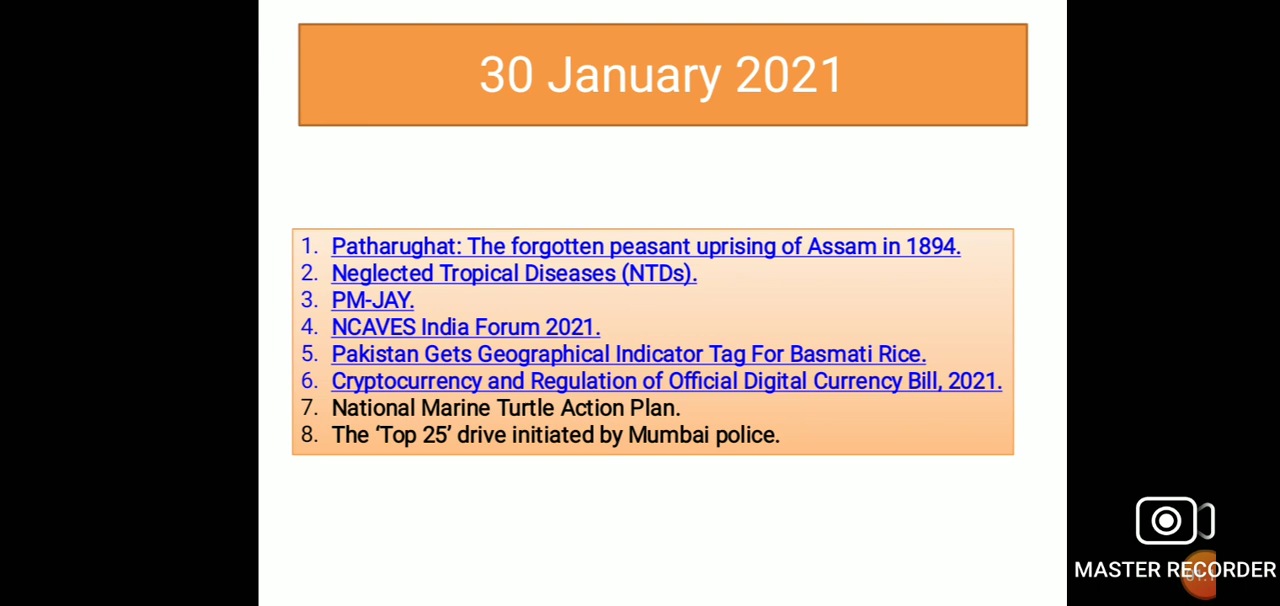 30 January 2021
1. Patharughat: The forgotten peasant uprising of Assam in 1894.
2. Neglected Tropical Diseases (NTDs).
3. PM-JAY.
4. NCAVES India Forum 2021.
5. Pakistan Gets Geographical Indicator Tag For Basmati Rice.
6. Cryptocurrency and Regulation of Official Digital Currency Bill, 2021.
7. National Marine Turtle Action Plan.
8. The ‘Top 25’ drive initiated by Mumbai police.
MASTER RECORDER